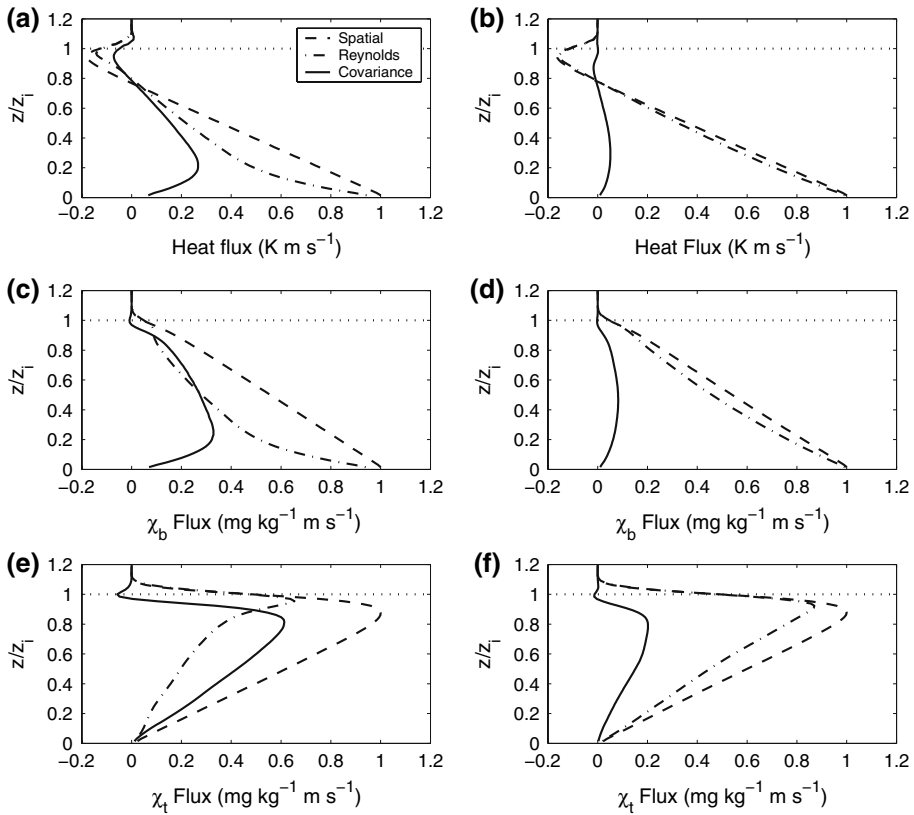 (a)
1.2
1
0.8
0.6
0.4
0.2
0
z/z_i
Spatial
Reynolds
Covariance
−0.2 0 0.2 0.4 0.6 0.8 1 1.2
Heat flux (K m s⁻¹)
(b)
1.2
1
0.8
0.6
0.4
0.2
0
z/z_i
−0.2 0 0.2 0.4 0.6 0.8 1 1.2
Heat Flux (K m s⁻¹)
(c)
1.2
1
0.8
0.6
0.4
0.2
0
z/z_i
−0.2 0 0.2 0.4 0.6 0.8 1 1.2
χ_b Flux (mg kg⁻¹ m s⁻¹)
(d)
1.2
1
0.8
0.6
0.4
0.2
0
z/z_i
−0.2 0 0.2 0.4 0.6 0.8 1 1.2
χ_b Flux (mg kg⁻¹ m s⁻¹)
(e)
1.2
1
0.8
0.6
0.4
0.2
0
z/z_i
−0.2 0 0.2 0.4 0.6 0.8 1 1.2
χ_t Flux (mg kg⁻¹ m s⁻¹)
(f)
1.2
1
0.8
0.6
0.4
0.2
0
z/z_i
−0.2 0 0.2 0.4 0.6 0.8 1 1.2
χ_t Flux (mg kg⁻¹ m s⁻¹)